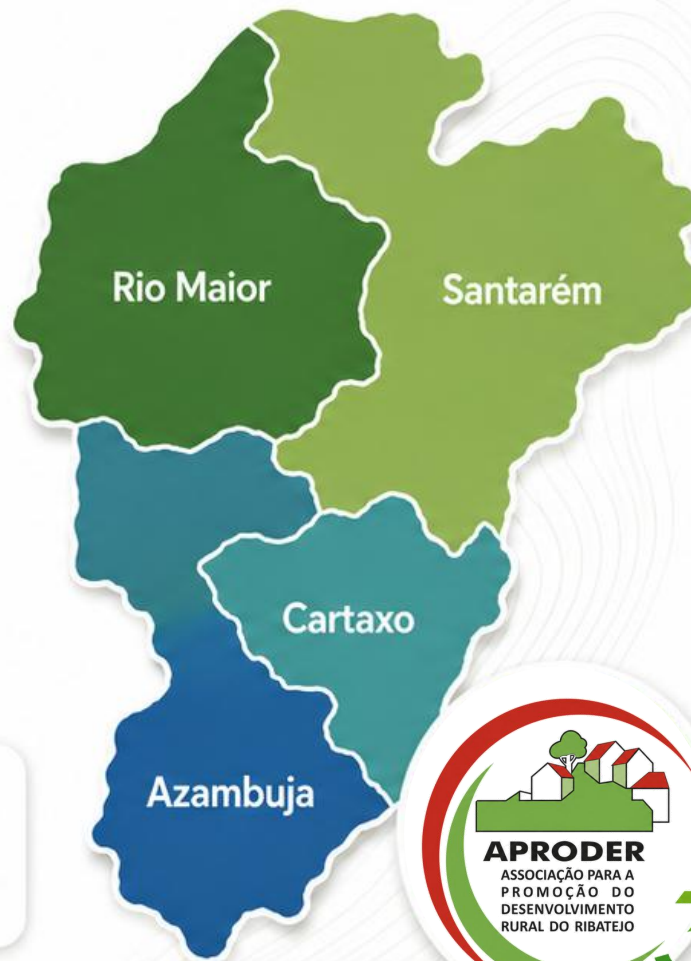 Rio Maior
Santarém
Cartaxo
Azambuja
APRODER
ASSOCIAÇÃO PARA A
PROMOÇÃO DO
DESENVOLVIMENTO
RURAL DO RIBATEJO